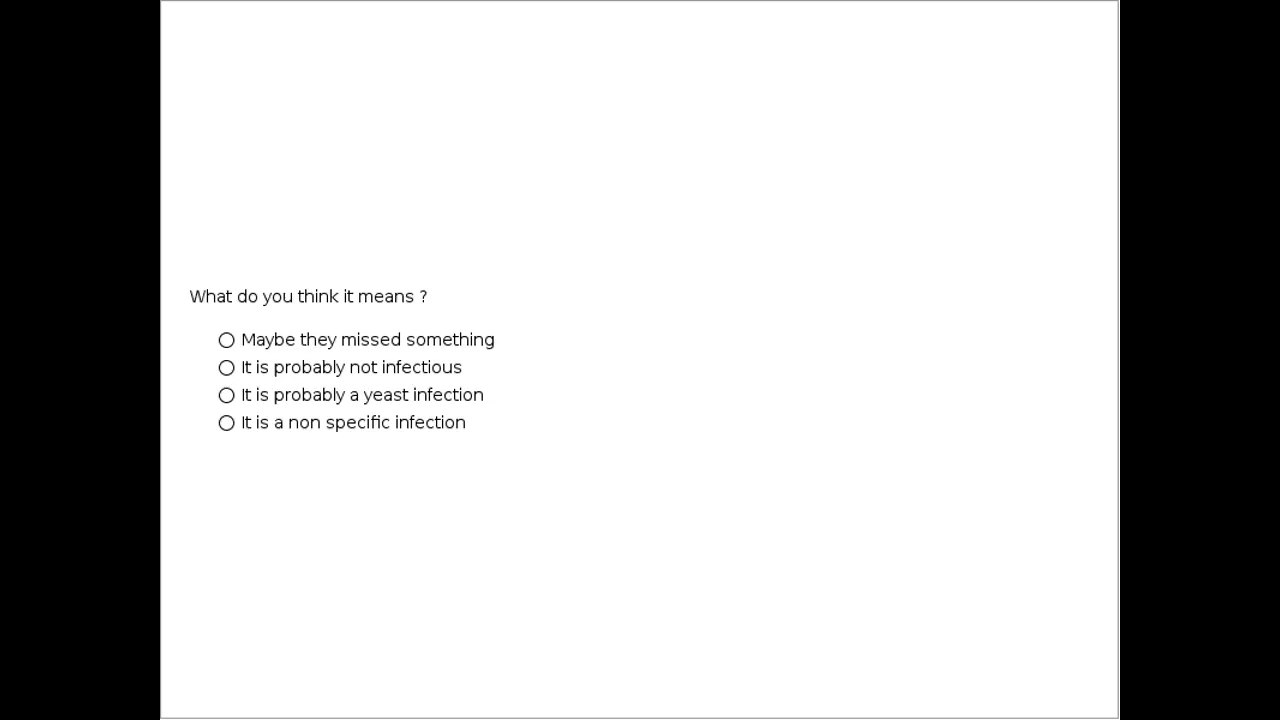 What do you think it means ?
Maybe they missed something
It is probably not infectious
It is probably a yeast infection
It is a non specific infection